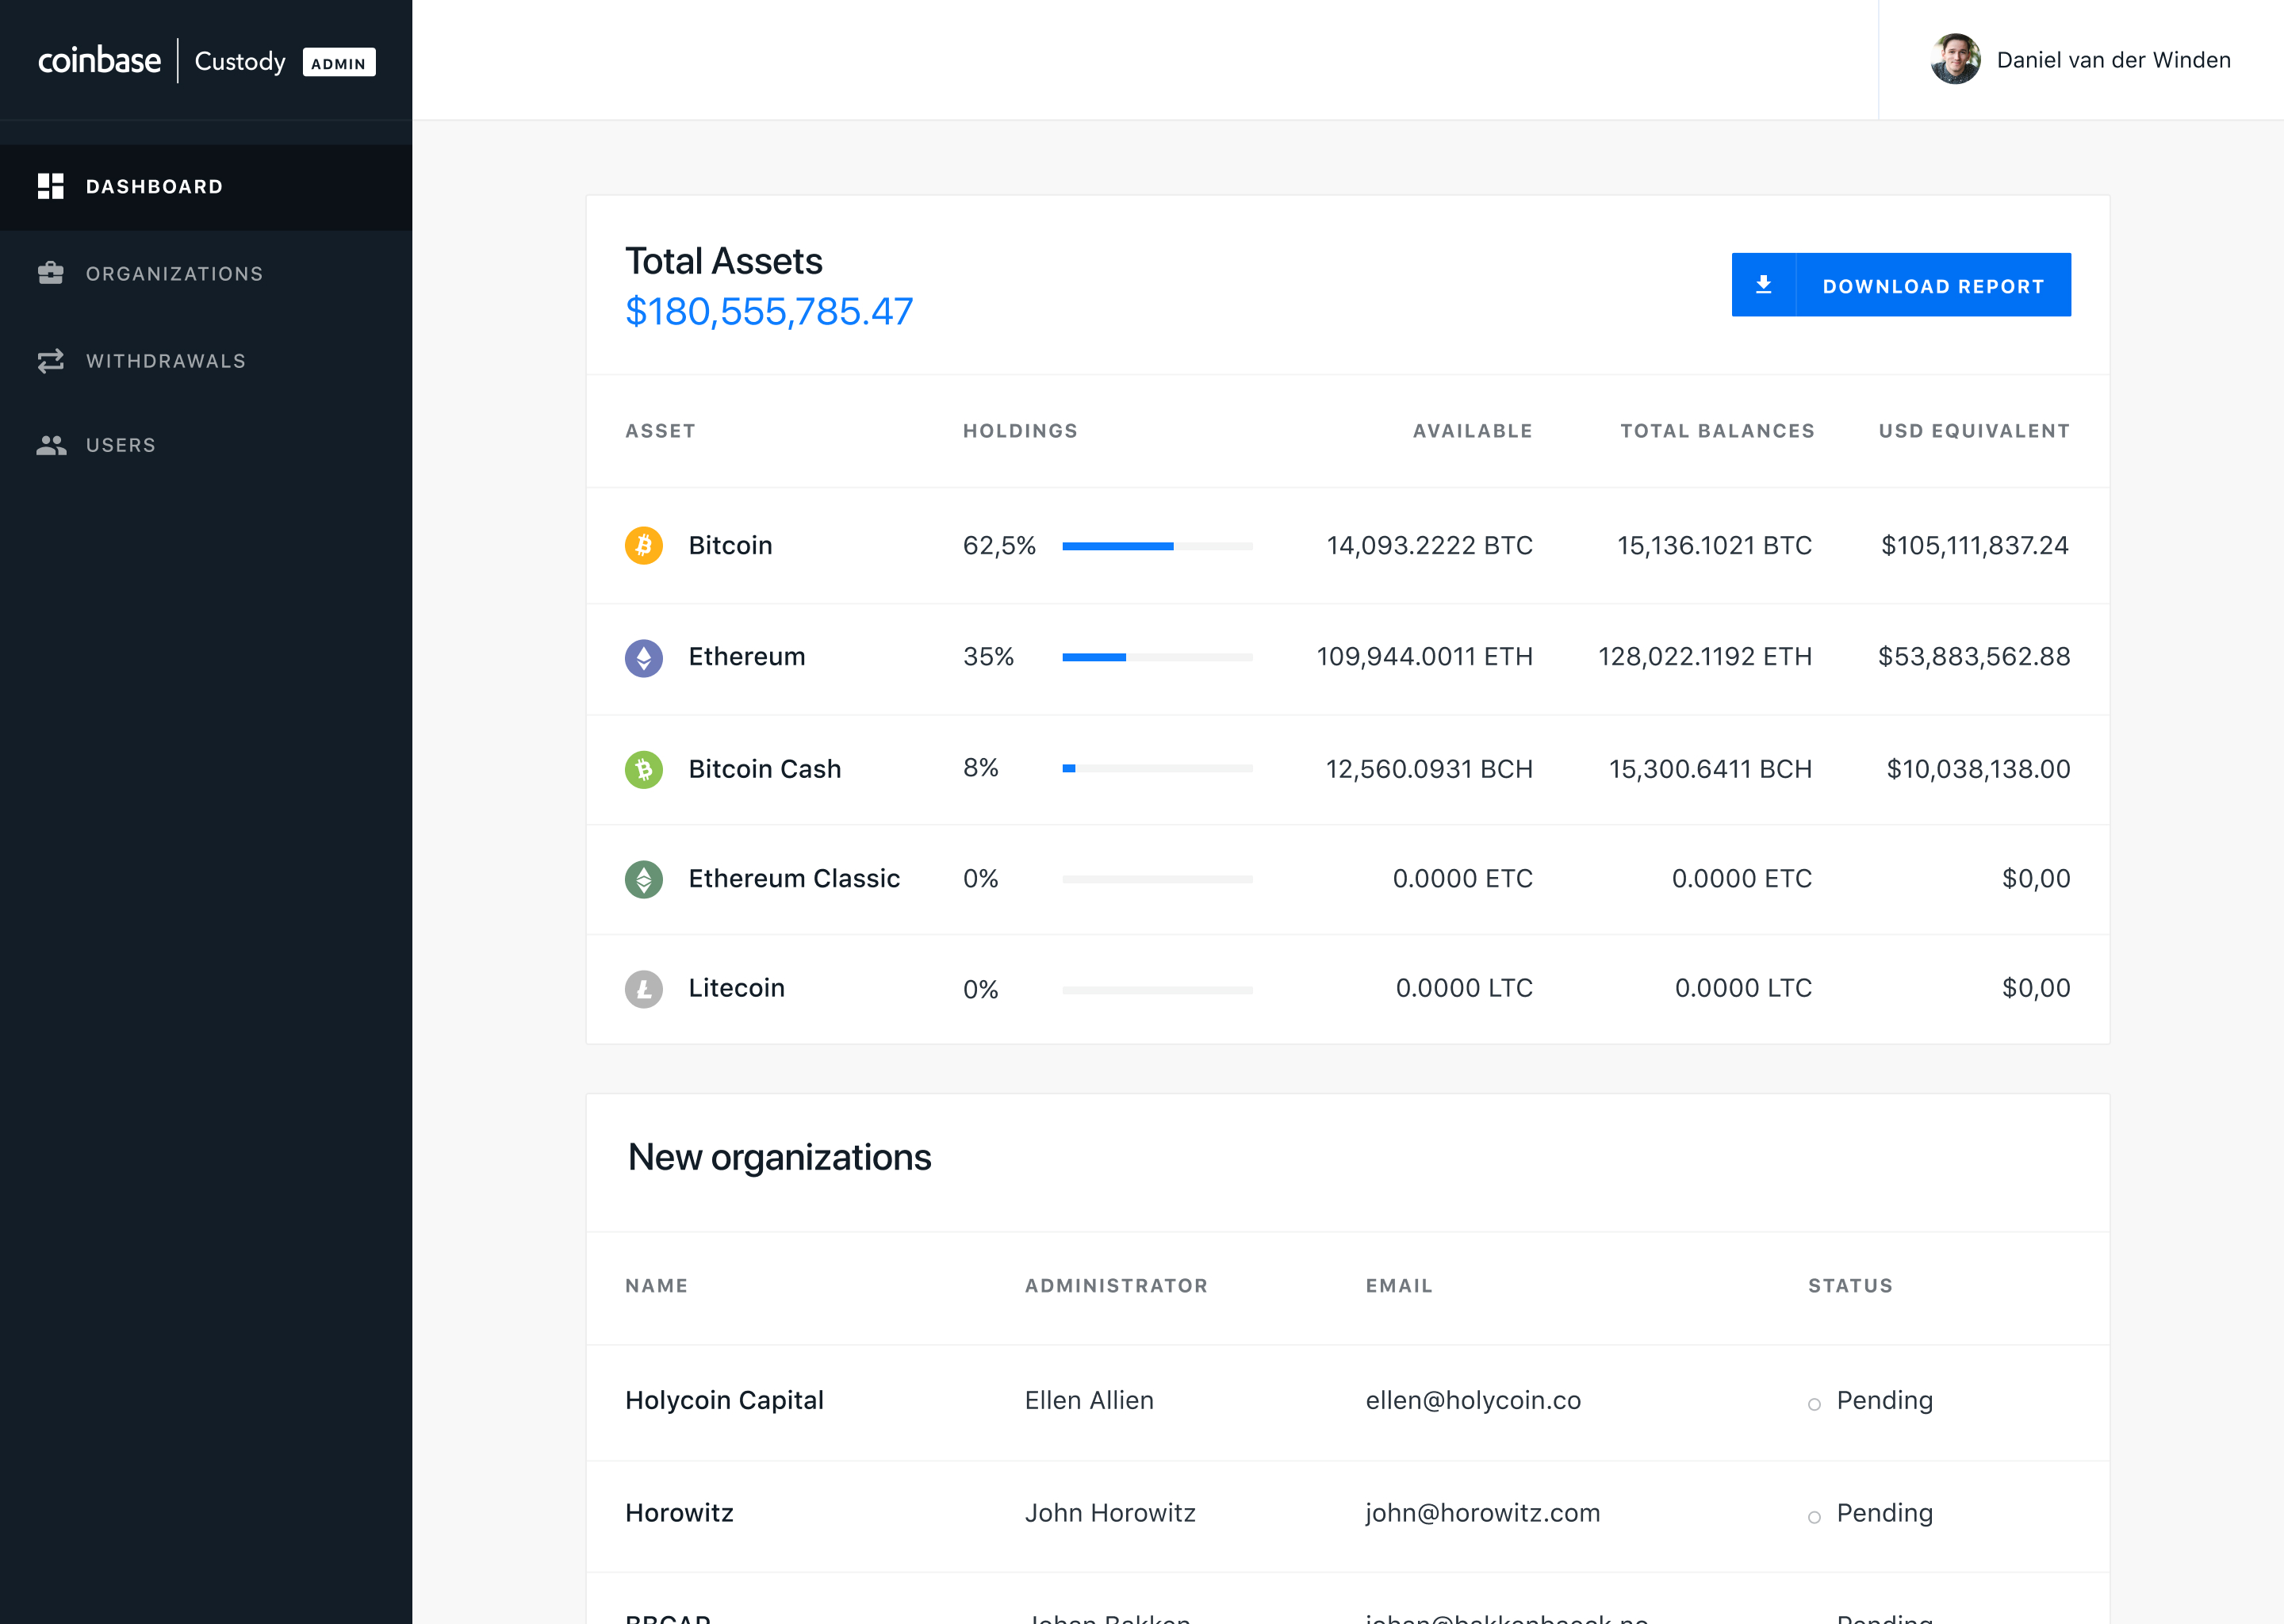 coinbase | Custody ADMIN
Daniel van der Winden
DASHBOARD
ORGANIZATIONS
WITHDRAWALS
USERS
Total Assets
$180,555,785.47
DOWNLOAD REPORT
ASSET HOLDINGS AVAILABLE TOTAL BALANCES USD EQUIVALENT
Bitcoin 62,5% 14,093.2222 BTC 15,136.1021 BTC $105,111,837.24
Ethereum 35% 109,944.0011 ETH 128,022.1192 ETH $53,883,562.88
Bitcoin Cash 8% 12,560.0931 BCH 15,300.6411 BCH $10,038,138.00
Ethereum Classic 0% 0.0000 ETC 0.0000 ETC $0,00
Litecoin 0% 0.0000 LTC 0.0000 LTC $0,00
New organizations
NAME ADMINISTRATOR EMAIL STATUS
Holycoin Capital Ellen Allien ellen@holycoin.co Pending
Horowitz John Horowitz john@horowitz.com Pending
Pending